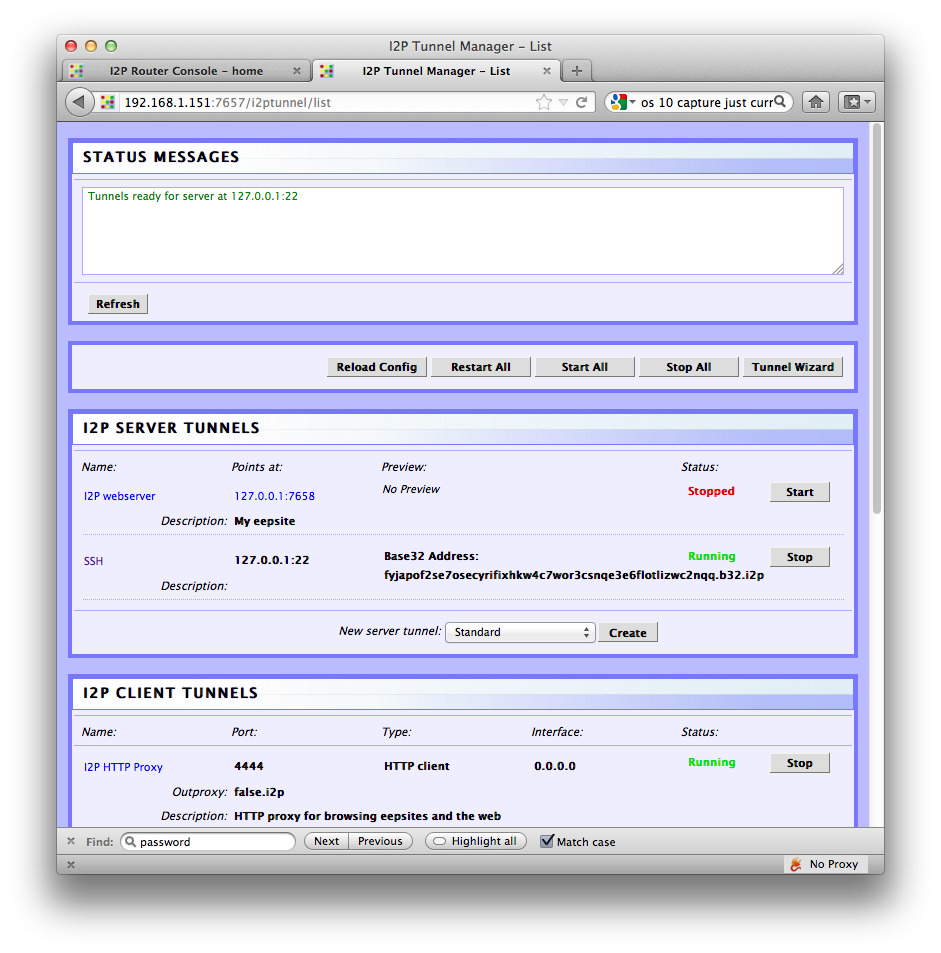 I2P Tunnel Manager – List
I2P Router Console – home
I2P Tunnel Manager – List
192.168.1.151:7657/i2ptunnel/list
os 10 capture just curr
STATUS MESSAGES
Tunnels ready for server at 127.0.0.1:22
Refresh
Reload Config Restart All Start All Stop All Tunnel Wizard
I2P SERVER TUNNELS
Name: Points at: Preview: Status:
I2P webserver 127.0.0.1:7658 No Preview Stopped Start
Description: My eepsite
SSH 127.0.0.1:22 Base32 Address: Running Stop
fyjapof2se7osecyrifixhkw4c7wor3csnqe3e6flotlizwc2nqq.b32.i2p
Description:
New server tunnel: Standard Create
I2P CLIENT TUNNELS
Name: Port: Type: Interface: Status:
I2P HTTP Proxy 4444 HTTP client 0.0.0.0 Running Stop
Outproxy: false.i2p
Description: HTTP proxy for browsing eepsites and the web
Find: password Next Previous Highlight all Match case
No Proxy